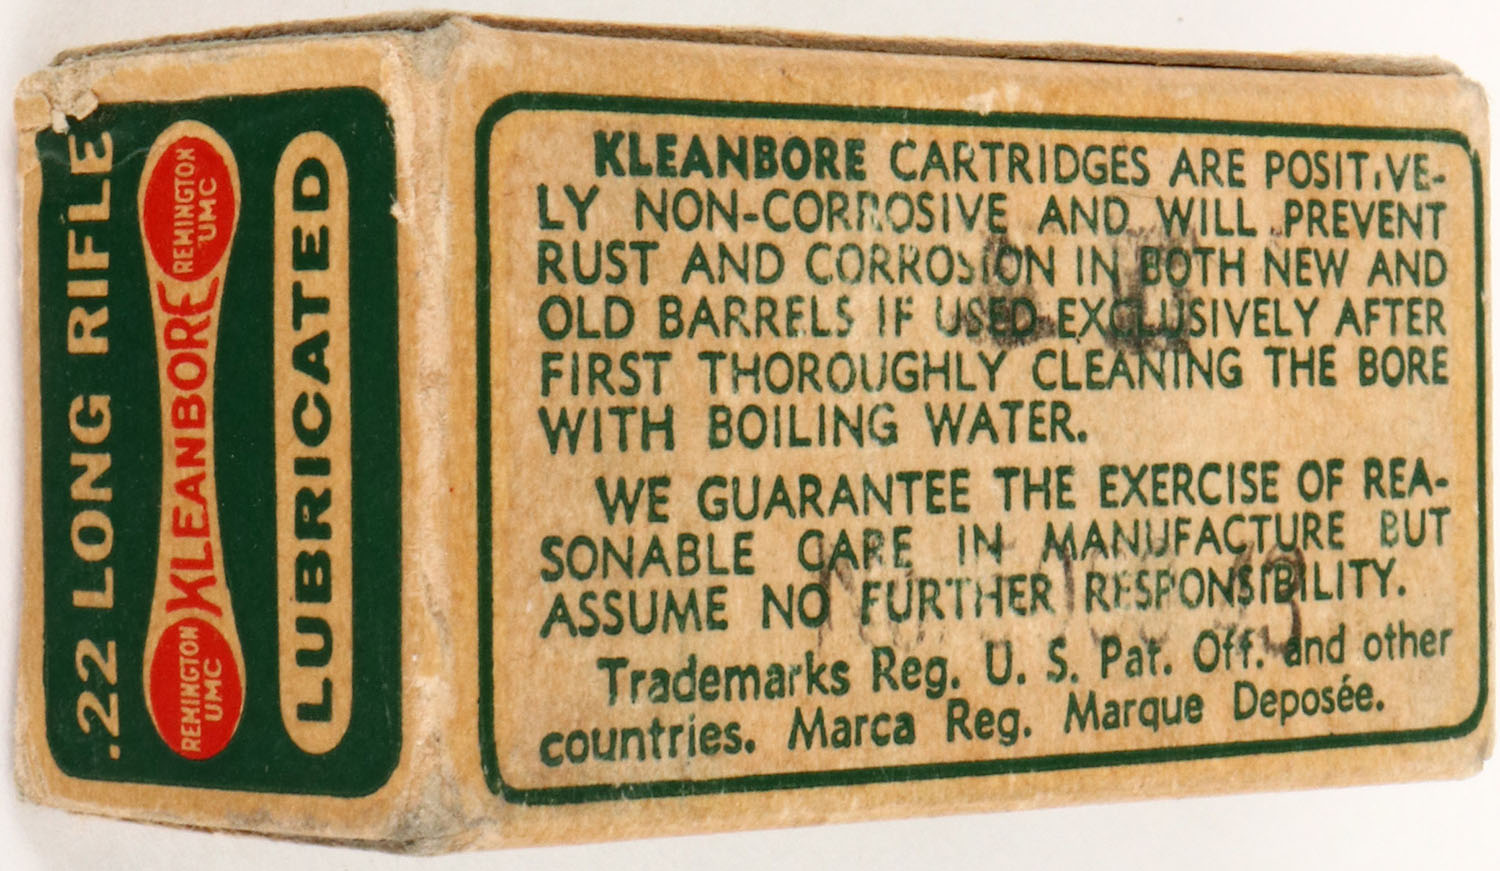 .22 LONG RIFLE
REMINGTON
UMC
KLEANBORE
REMINGTON
UMC
LUBRICATED
KLEANBORE CARTRIDGES ARE POSITIVE-
LY NON-CORROSIVE AND WILL PREVENT
RUST AND CORROSION IN BOTH NEW AND
OLD BARRELS IF USED EXCLUSIVELY AFTER
FIRST THOROUGHLY CLEANING THE BORE
WITH BOILING WATER.
WE GUARANTEE THE EXERCISE OF REA-
SONABLE CARE IN MANUFACTURE BUT
ASSUME NO FURTHER RESPONSIBILITY.
Trademarks Reg. U. S. Pat. Off. and other
countries. Marca Reg. Marque Deposée.